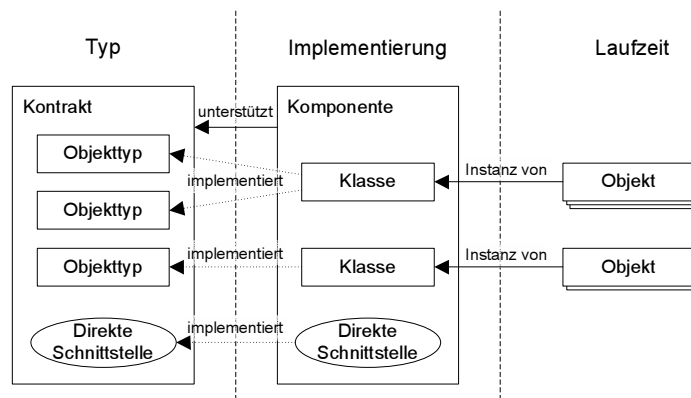 Typ
Implementierung
Laufzeit
Kontrakt
unterstützt
Komponente
Objekttyp
implementiert
Klasse
Instanz von
Objekt
Objekttyp
Objekttyp
implementiert
Klasse
Instanz von
Objekt
Direkte
Schnittstelle
implementiert
Direkte
Schnittstelle